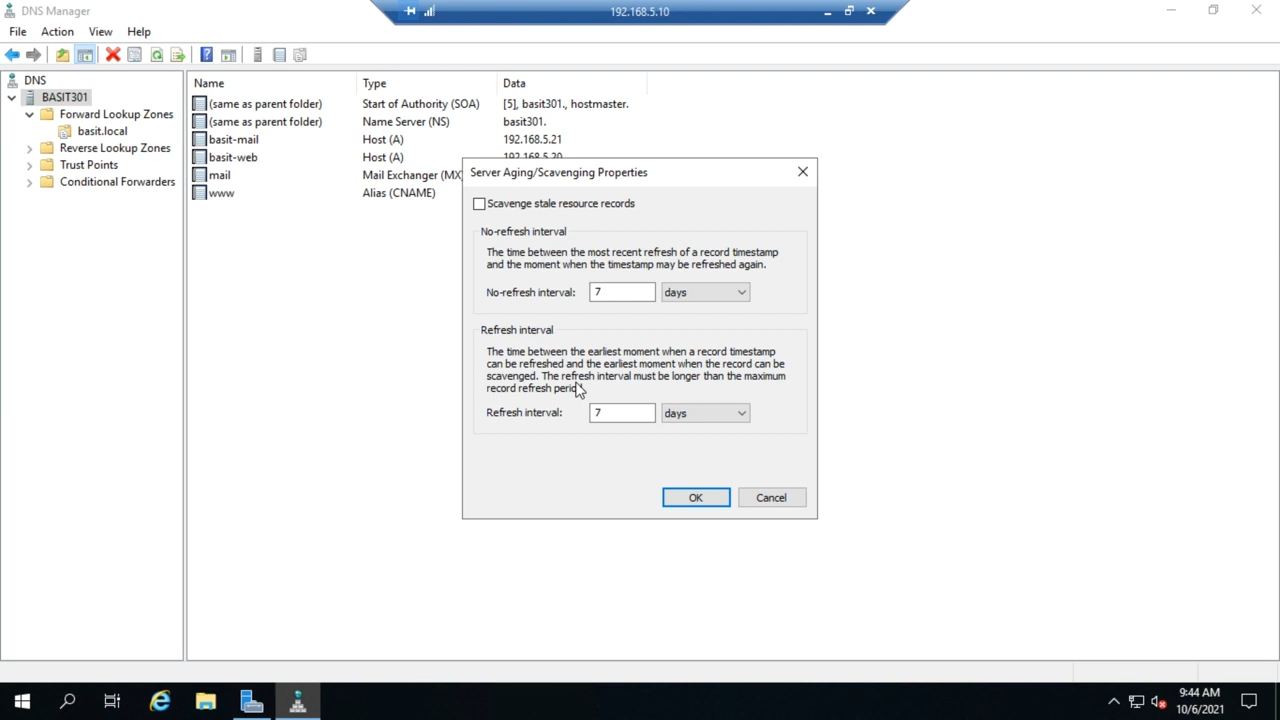 DNS Manager
192.168.5.10
File Action View Help
DNS
BASIT301
Forward Lookup Zones
basit.local
Reverse Lookup Zones
Trust Points
Conditional Forwarders
Name Type Data
(same as parent folder) Start of Authority (SOA) [5], basit301., hostmaster.
(same as parent folder) Name Server (NS) basit301.
basit-mail Host (A) 192.168.5.21
basit-web Host (A) 192.168.5.20
mail Mail Exchanger (MX)
www Alias (CNAME)
Server Aging/Scavenging Properties
Scavenge stale resource records
No-refresh interval
The time between the most recent refresh of a record timestamp
and the moment when the timestamp may be refreshed again.
No-refresh interval: 7 days
Refresh interval
The time between the earliest moment when a record timestamp
can be refreshed and the earliest moment when the record can be
scavenged. The refresh interval must be longer than the maximum
record refresh period.
Refresh interval: 7 days
OK Cancel
9:44 AM
10/6/2021